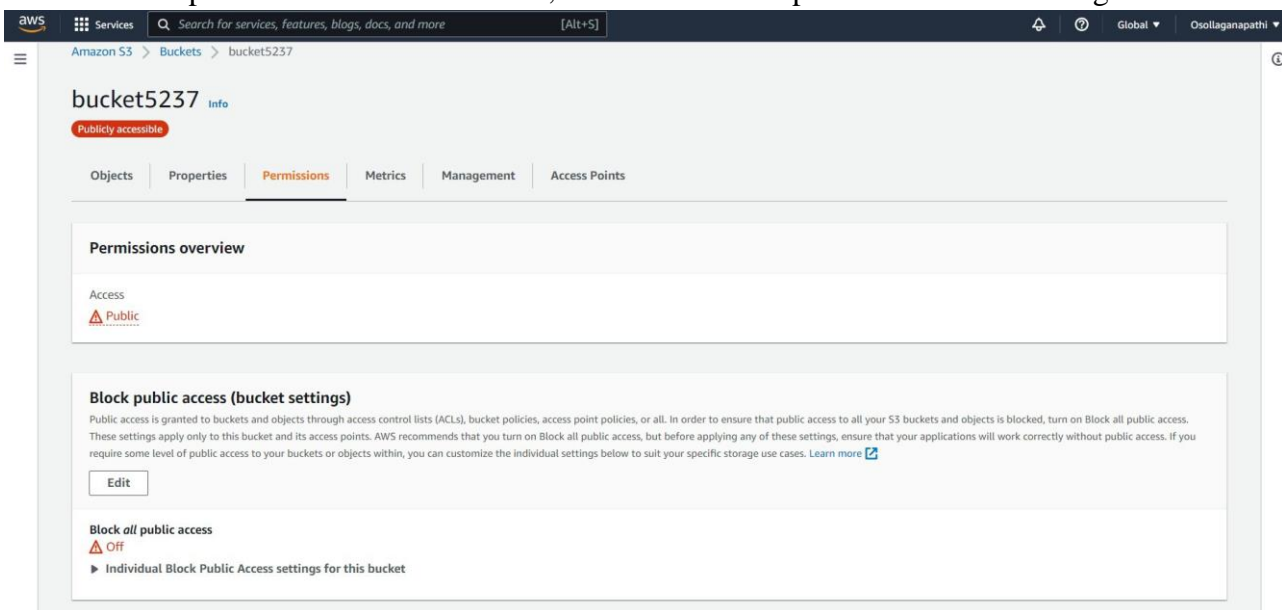 aws Services Search for services, features, blogs, docs, and more [Alt+S] Global ▼ Osollaganapathi ▼
Amazon S3 > Buckets > bucket5237
bucket5237 Info
Publicly accessible
Objects Properties Permissions Metrics Management Access Points
Permissions overview
Access
Public
Block public access (bucket settings)
Public access is granted to buckets and objects through access control lists (ACLs), bucket policies, access point policies, or all. In order to ensure that public access to all your S3 buckets and objects is blocked, turn on Block all public access.
These settings apply only to this bucket and its access points. AWS recommends that you turn on Block all public access, but before applying any of these settings, ensure that your applications will work correctly without public access. If you
require some level of public access to your buckets or objects within, you can customize the individual settings below to suit your specific storage use cases. Learn more
Edit
Block all public access
Off
▶ Individual Block Public Access settings for this bucket